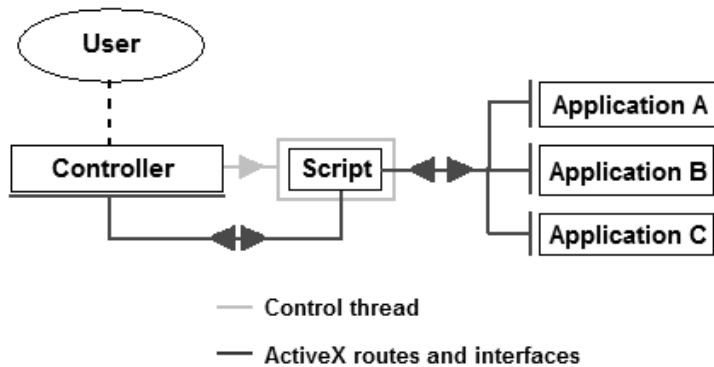 User
Controller
Script
Application A
Application B
Application C
Control thread
ActiveX routes and interfaces